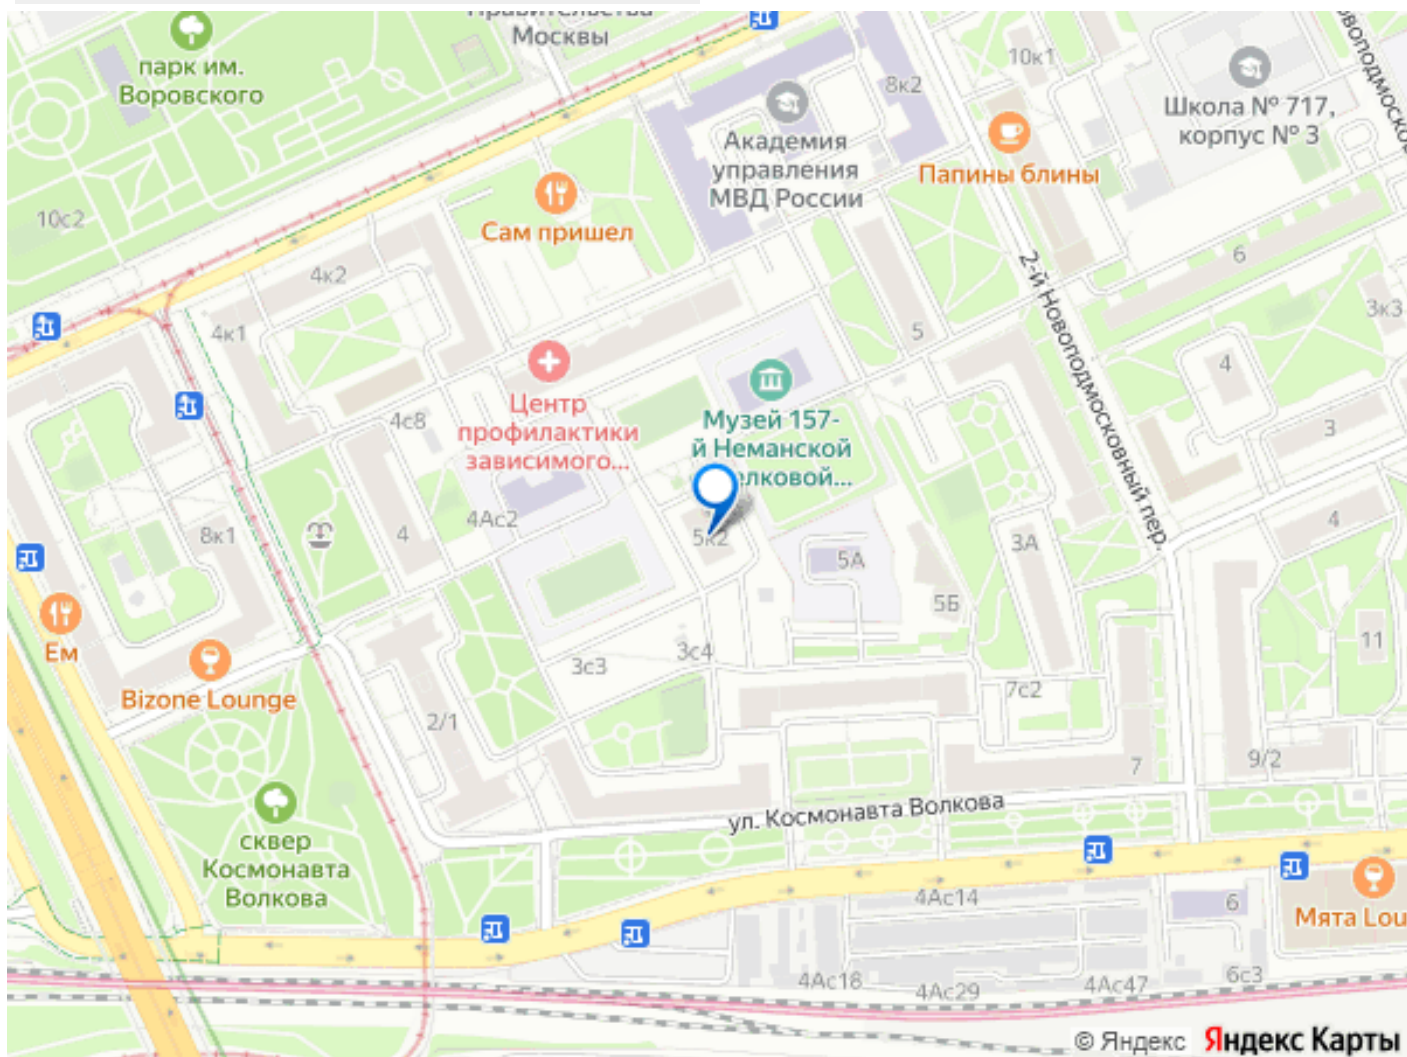 Правительства
Москвы
парк им.
Воровского
10к1
8к2
Школа № 717,
корпус № 3
Академия
управления
МВД России
Папины блины
10с2
Сам пришел
4к2
6
2-й Новоподмосковный пер.
3к3
4к1
5
4
Центр
профилактики
зависимого...
4с8
Музей 157-
й Неманской
елковой...
3
4Ас2
4
8к1
4
5к2
5А
3А
5Б
Ем
11
3с4
3с3
Bizone Lounge
7с2
2/1
7
9/2
ул. Космонавта Волкова
сквер
Космонавта
Волкова
4Ас14
6
Мята Lou
4Ас18
4Ас29
4Ас47
6с3
© Яндекс Яндекс Карты